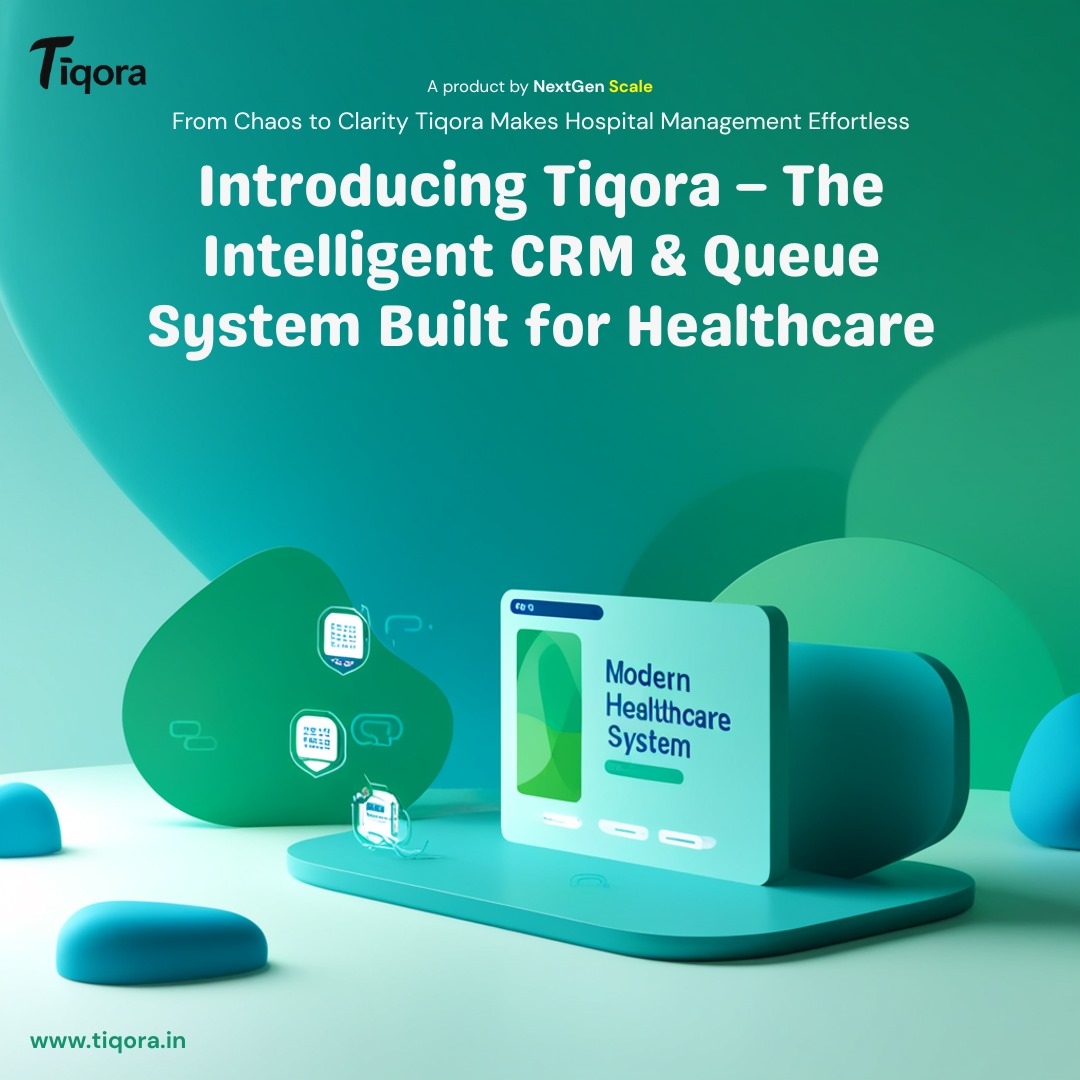 Tiqora
A product by NextGen Scale
From Chaos to Clarity Tiqora Makes Hospital Management Effortless
Introducing Tiqora – The
Intelligent CRM & Queue
System Built for Healthcare
Modern
Healtthcare
System
www.tiqora.in